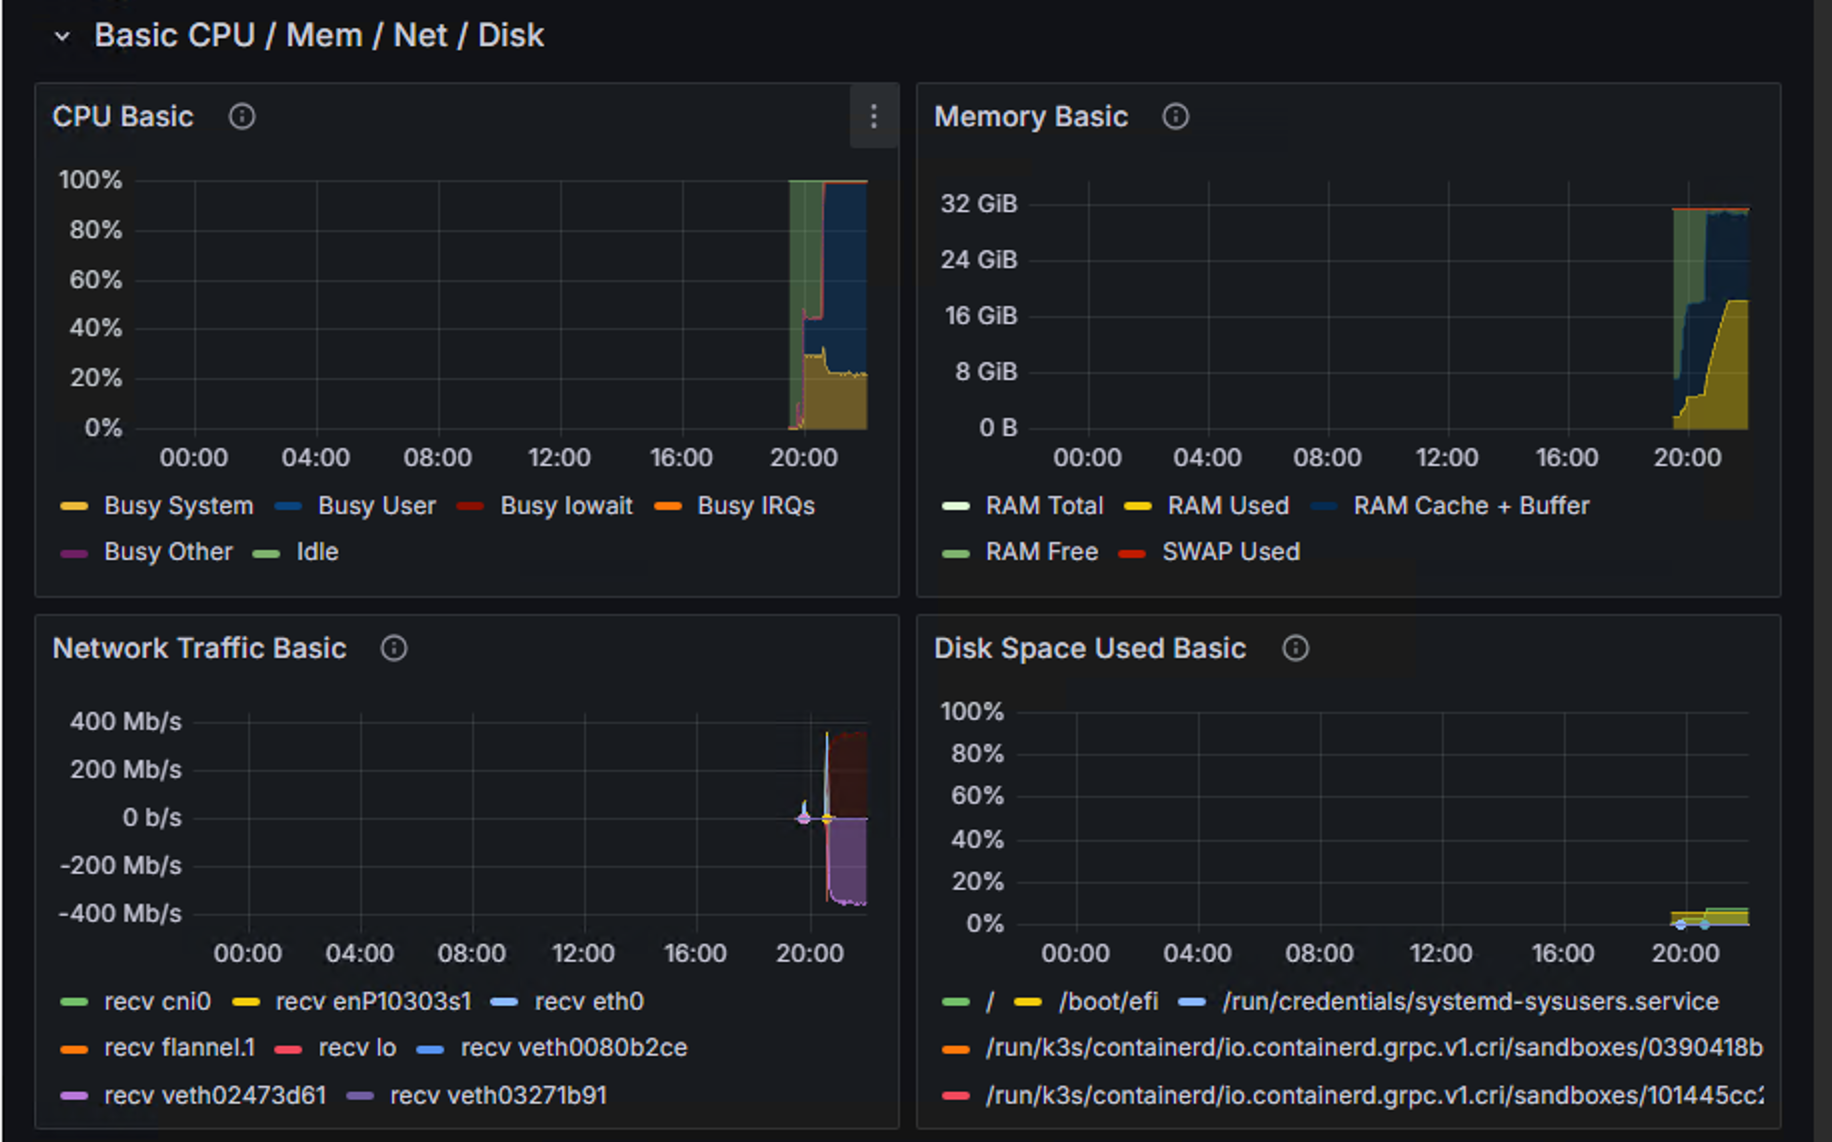 Basic CPU / Mem / Net / Disk
CPU Basic
100%
80%
60%
40%
20%
0%
00:00 04:00 08:00 12:00 16:00 20:00
Busy System Busy User Busy Iowait Busy IRQs
Busy Other Idle
Memory Basic
32 GiB
24 GiB
16 GiB
8 GiB
0 B
00:00 04:00 08:00 12:00 16:00 20:00
RAM Total RAM Used RAM Cache + Buffer
RAM Free SWAP Used
Network Traffic Basic
400 Mb/s
200 Mb/s
0 b/s
-200 Mb/s
-400 Mb/s
00:00 04:00 08:00 12:00 16:00 20:00
recv cni0 recv enP10303s1 recv eth0
recv flannel.1 recv lo recv veth0080b2ce
recv veth02473d61 recv veth03271b91
Disk Space Used Basic
100%
80%
60%
40%
20%
0%
00:00 04:00 08:00 12:00 16:00 20:00
/ /boot/efi /run/credentials/systemd-sysusers.service
/run/k3s/containerd/io.containerd.grpc.v1.cri/sandboxes/0390418b
/run/k3s/containerd/io.containerd.grpc.v1.cri/sandboxes/101445cc